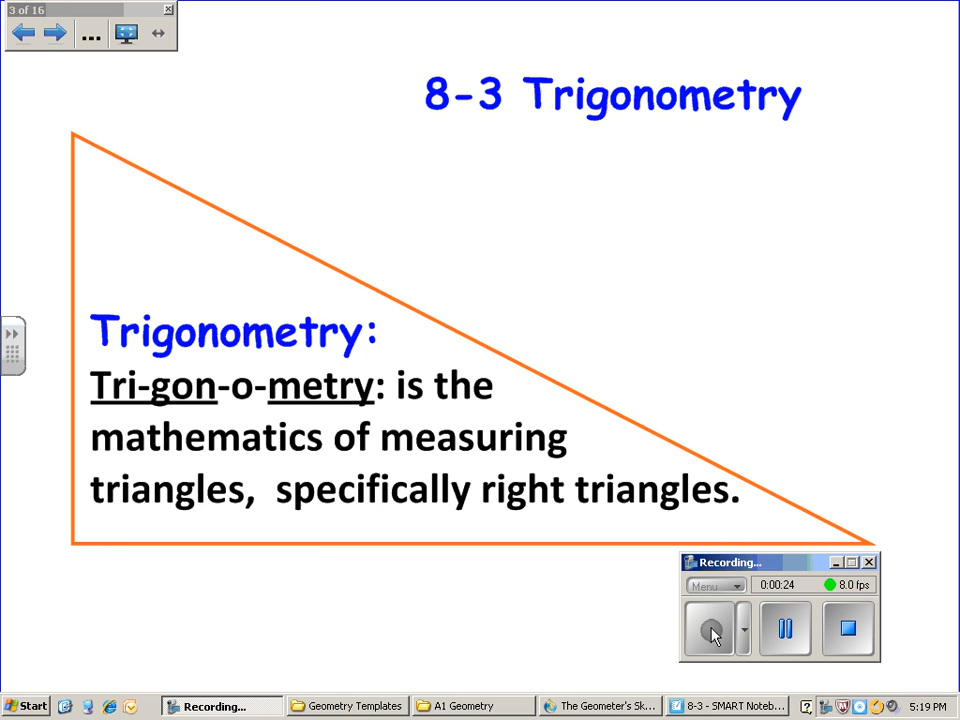 3 of 16
...
8-3 Trigonometry
Trigonometry:
Tri-gon-o-metry: is the
mathematics of measuring
triangles, specifically right triangles.
Recording...
Menu
0:00:24
8.0 fps
Start
Recording...
Geometry Templates
A1 Geometry
The Geometer's Sk...
8-3 - SMART Noteb...
5:19 PM